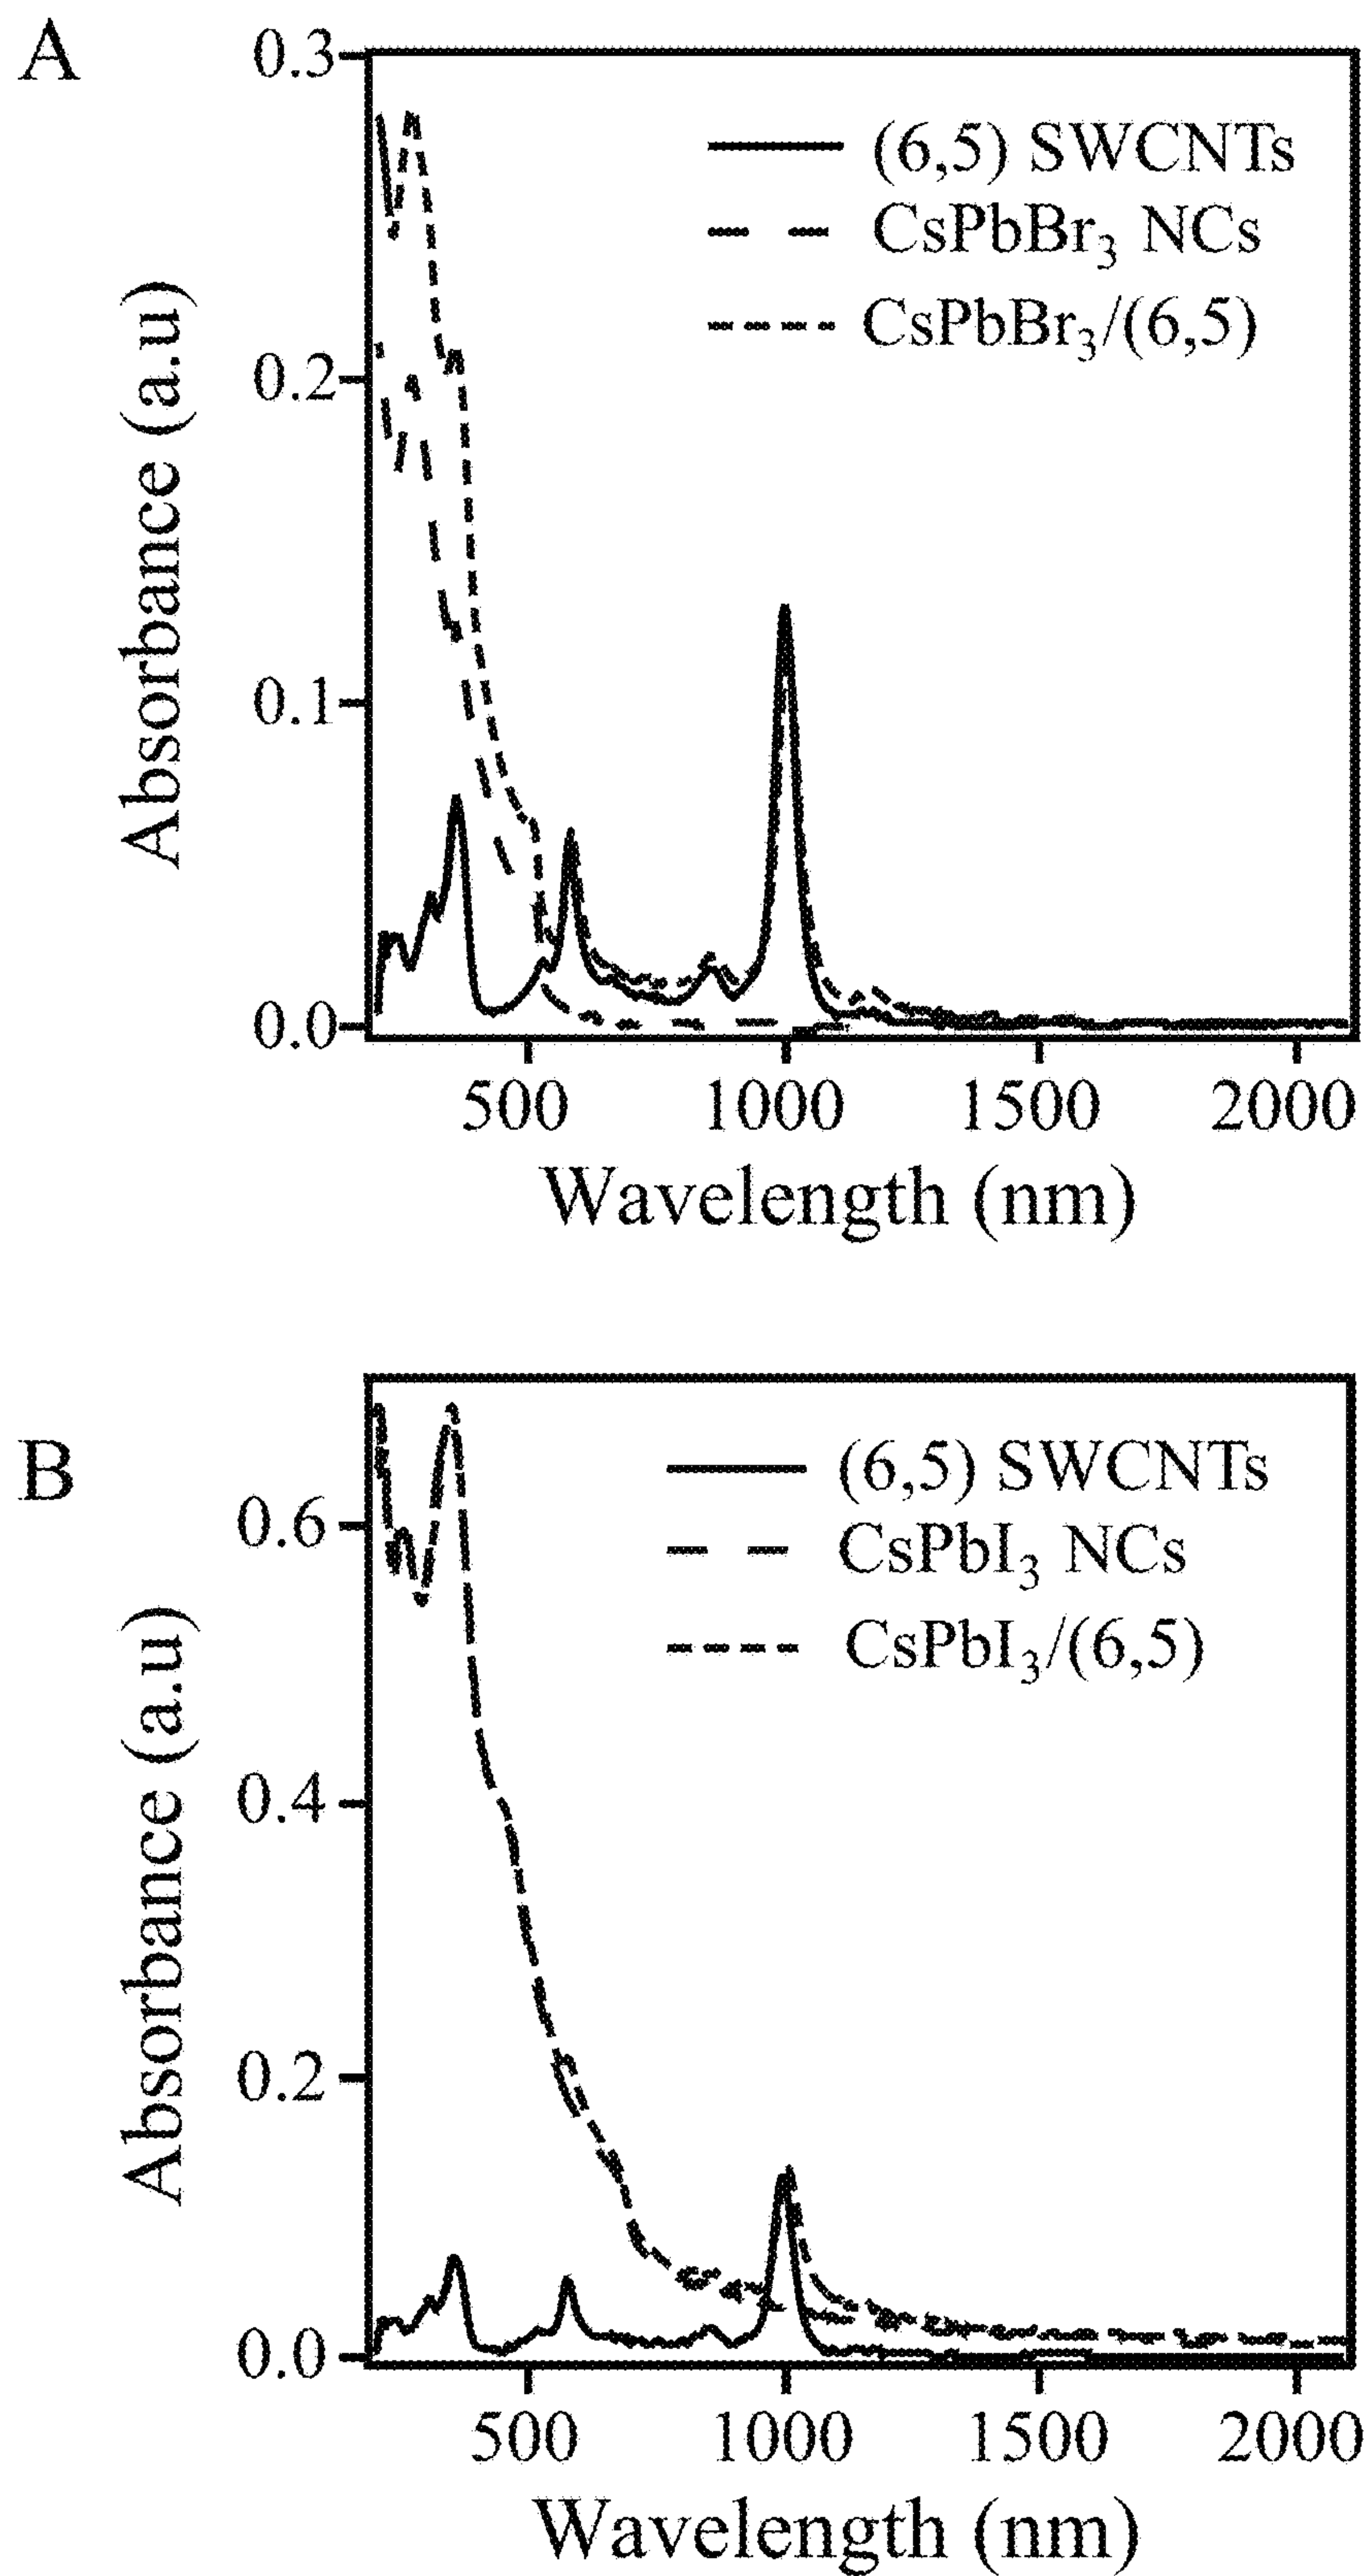 A
0.3
0.2
0.1
0.0
Absorbance (a.u)
(6,5) SWCNTs
CsPbBr₃ NCs
CsPbBr₃/(6,5)
500 1000 1500 2000
Wavelength (nm)
B
0.6
0.4
0.2
0.0
Absorbance (a.u)
(6,5) SWCNTs
CsPbI₃ NCs
CsPbI₃/(6,5)
500 1000 1500 2000
Wavelength (nm)